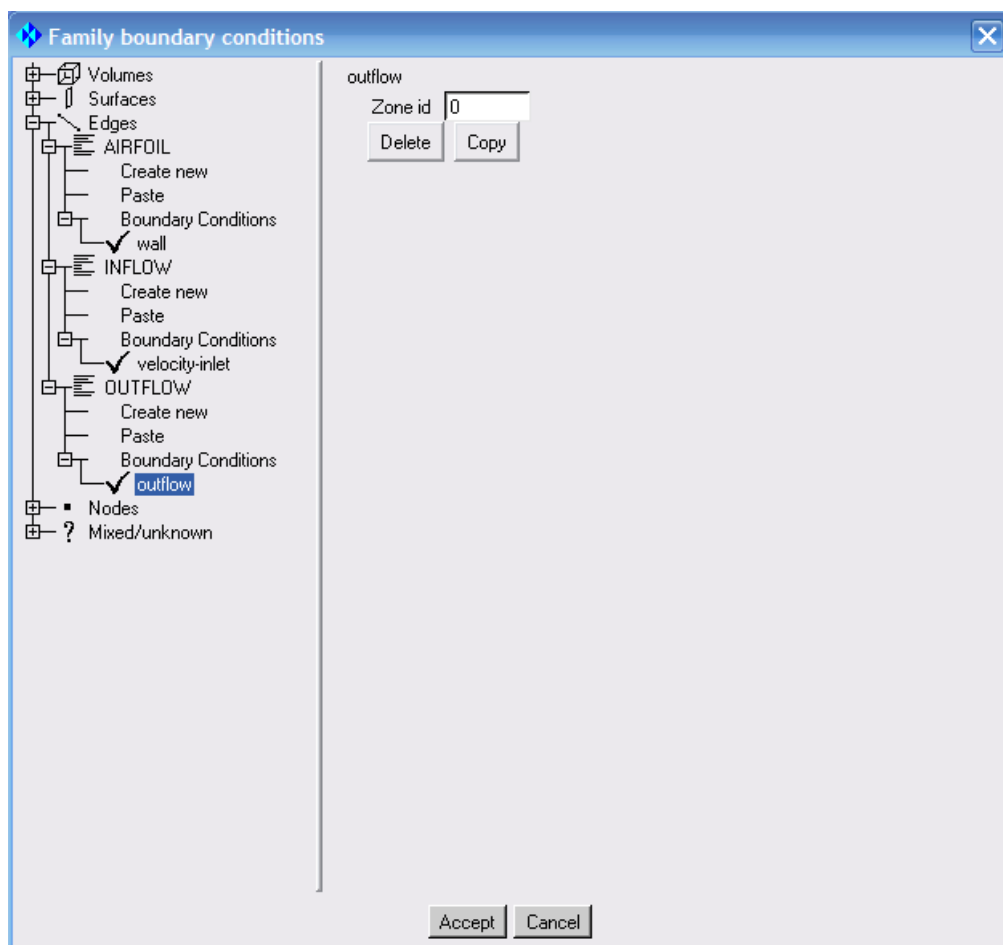 Family boundary conditions
Volumes
Surfaces
Edges
AIRFOIL
Create new
Paste
Boundary Conditions
wall
INFLOW
Create new
Paste
Boundary Conditions
velocity-inlet
OUTFLOW
Create new
Paste
Boundary Conditions
outflow
Nodes
? Mixed/unknown
outflow
Zone id 0
Delete Copy
Accept Cancel